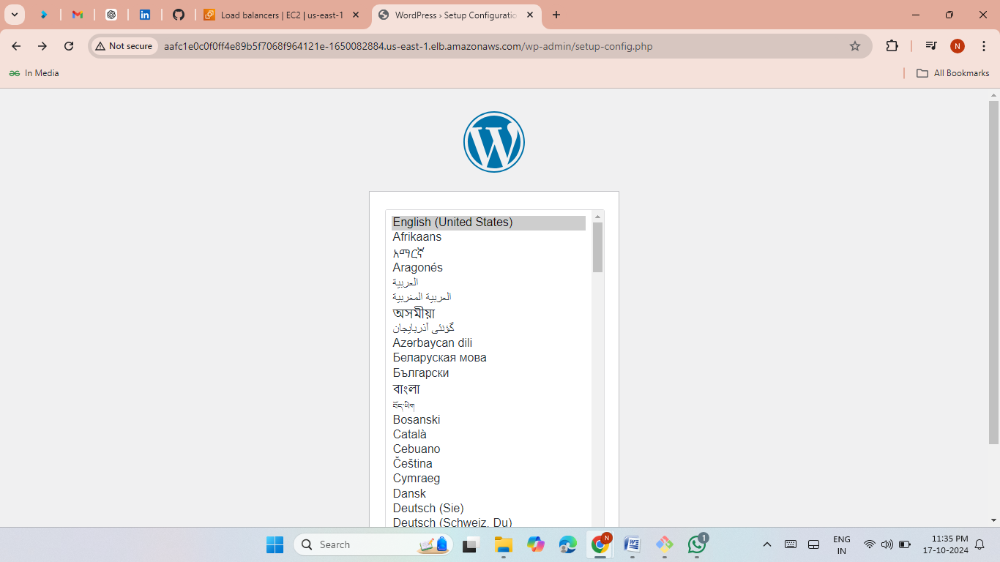 Load balancers | EC2 | us-east-1
WordPress › Setup Configuratio
Not secure
aafc1e0c0f0ff4e89b5f7068f964121e-1650082884.us-east-1.elb.amazonaws.com/wp-admin/setup-config.php
N
In Media
All Bookmarks
W
English (United States)
Afrikaans
አማርኛ
Aragonés
العربية
العربية المغربية
অসমীয়া
گؤنئی آذربایجان
Azərbaycan dili
Беларуская мова
Български
বাংলা
བོད་ཡིག
Bosanski
Català
Cebuano
Čeština
Cymraeg
Dansk
Deutsch (Sie)
Deutsch (Schweiz, Du)
Search
N
1
ENG
IN
11:35 PM
17-10-2024